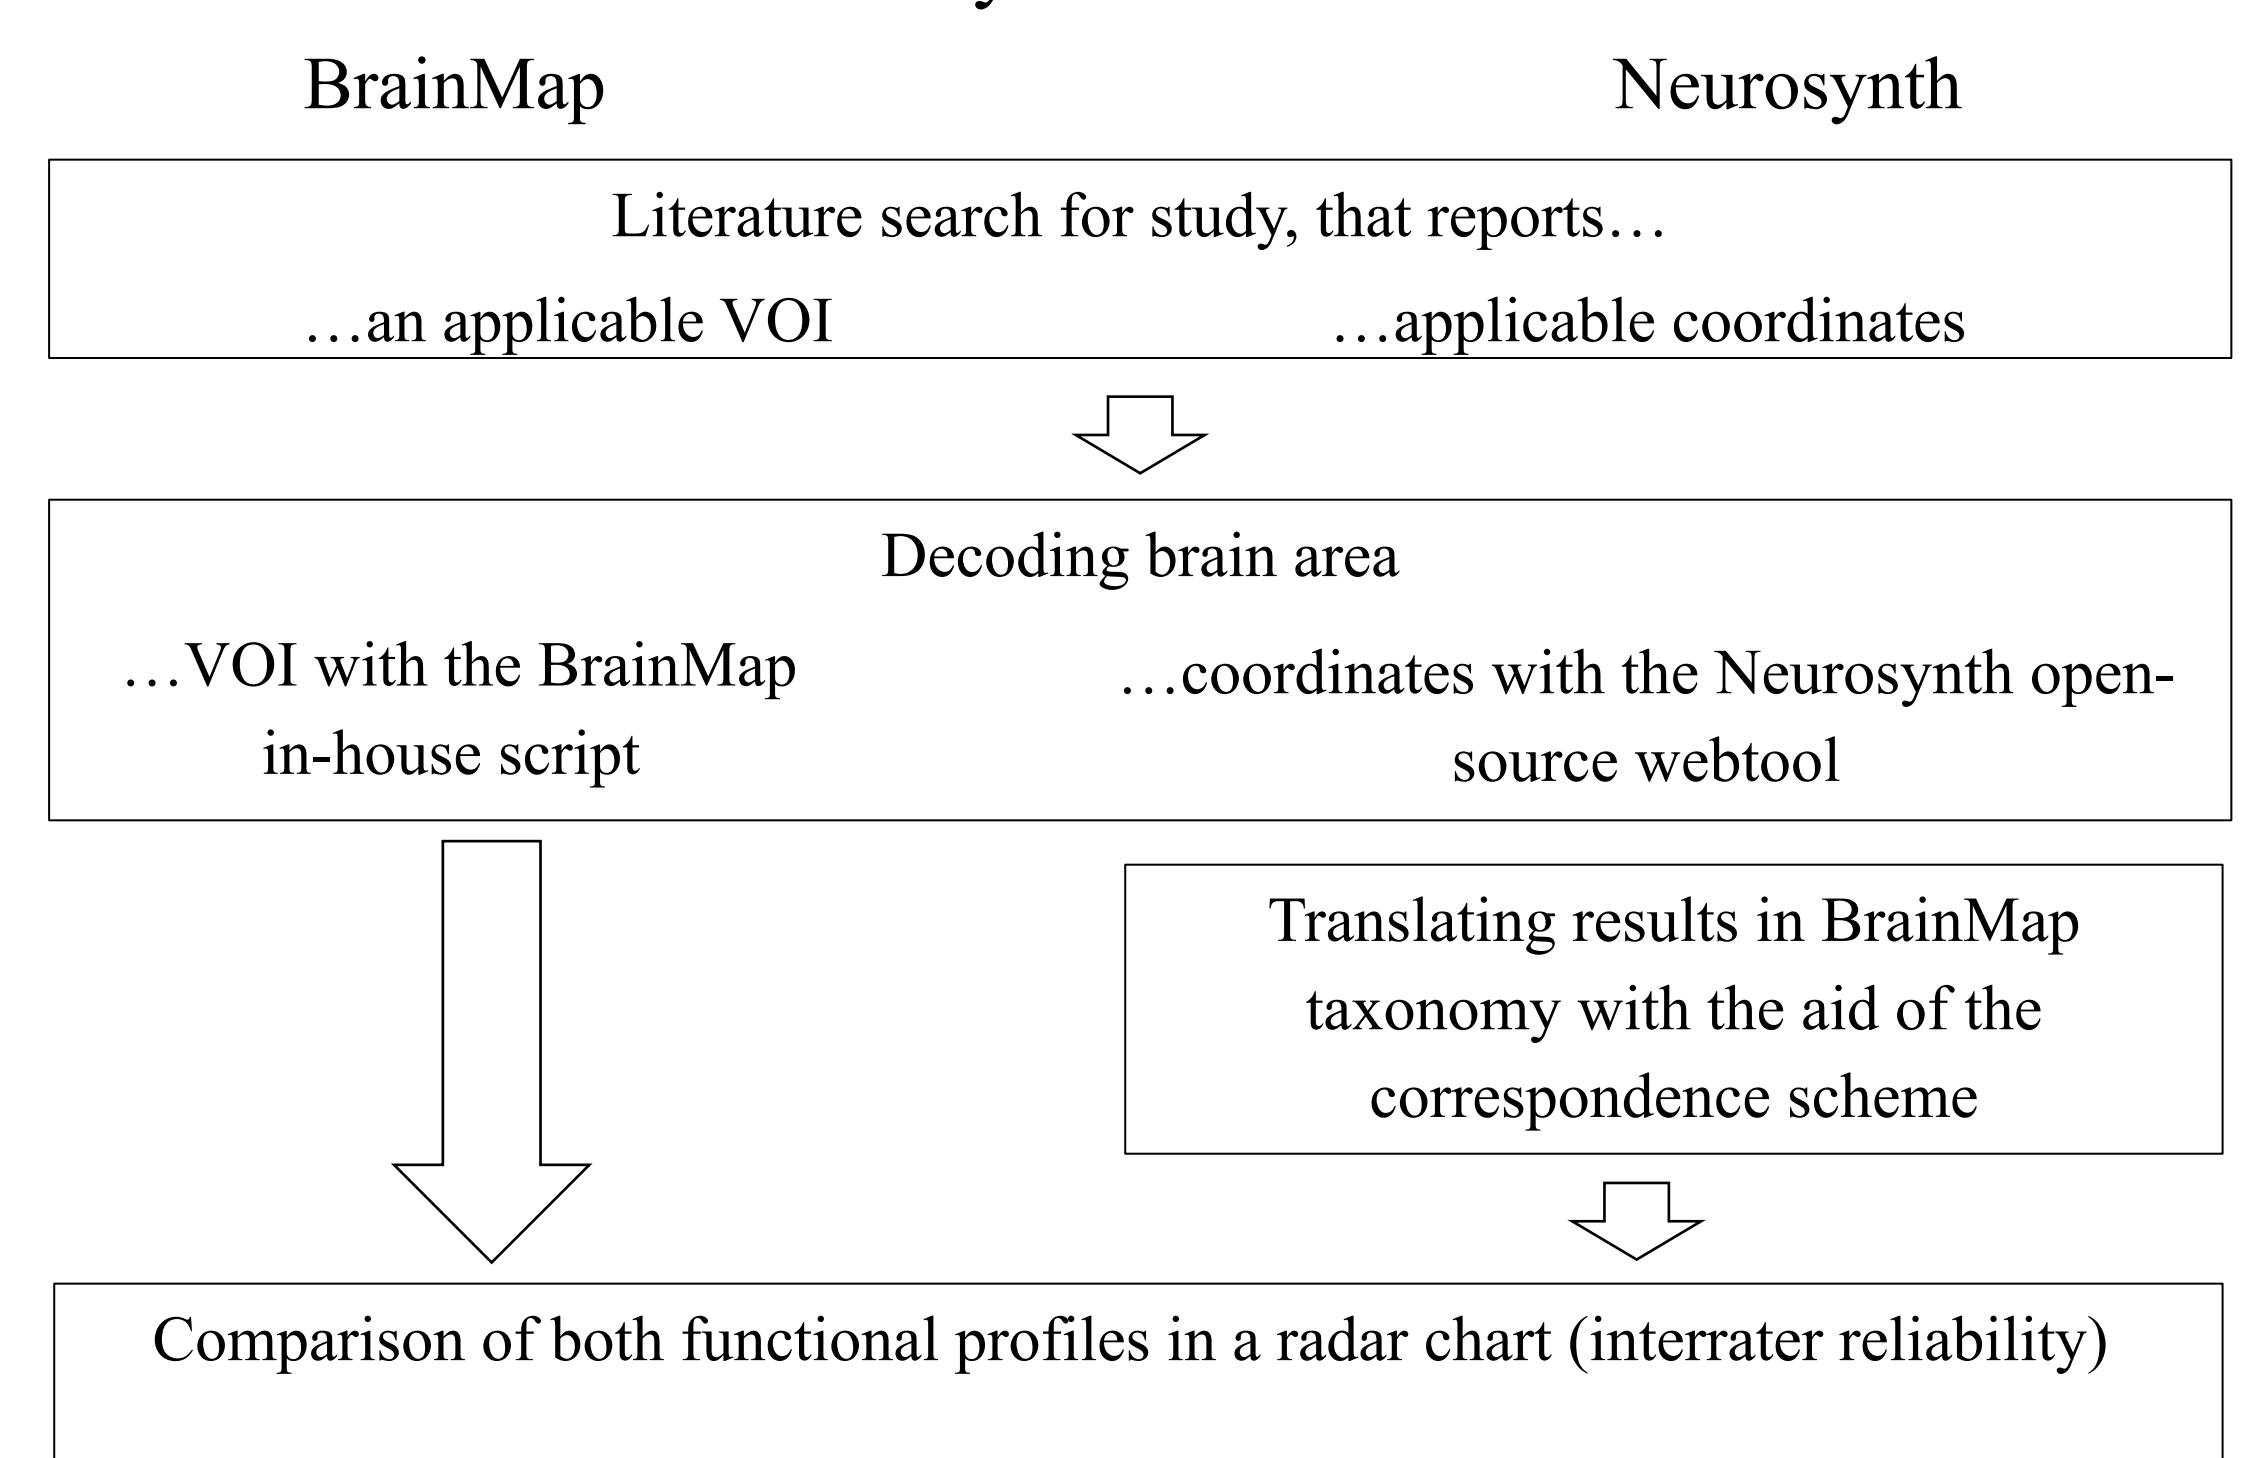 BrainMap
Neurosynth
Literature search for study, that reports…
…an applicable VOI
…applicable coordinates
Decoding brain area
…VOI with the BrainMap
in-house script
…coordinates with the Neurosynth open-
source webtool
Translating results in BrainMap
taxonomy with the aid of the
correspondence scheme
Comparison of both functional profiles in a radar chart (interrater reliability)